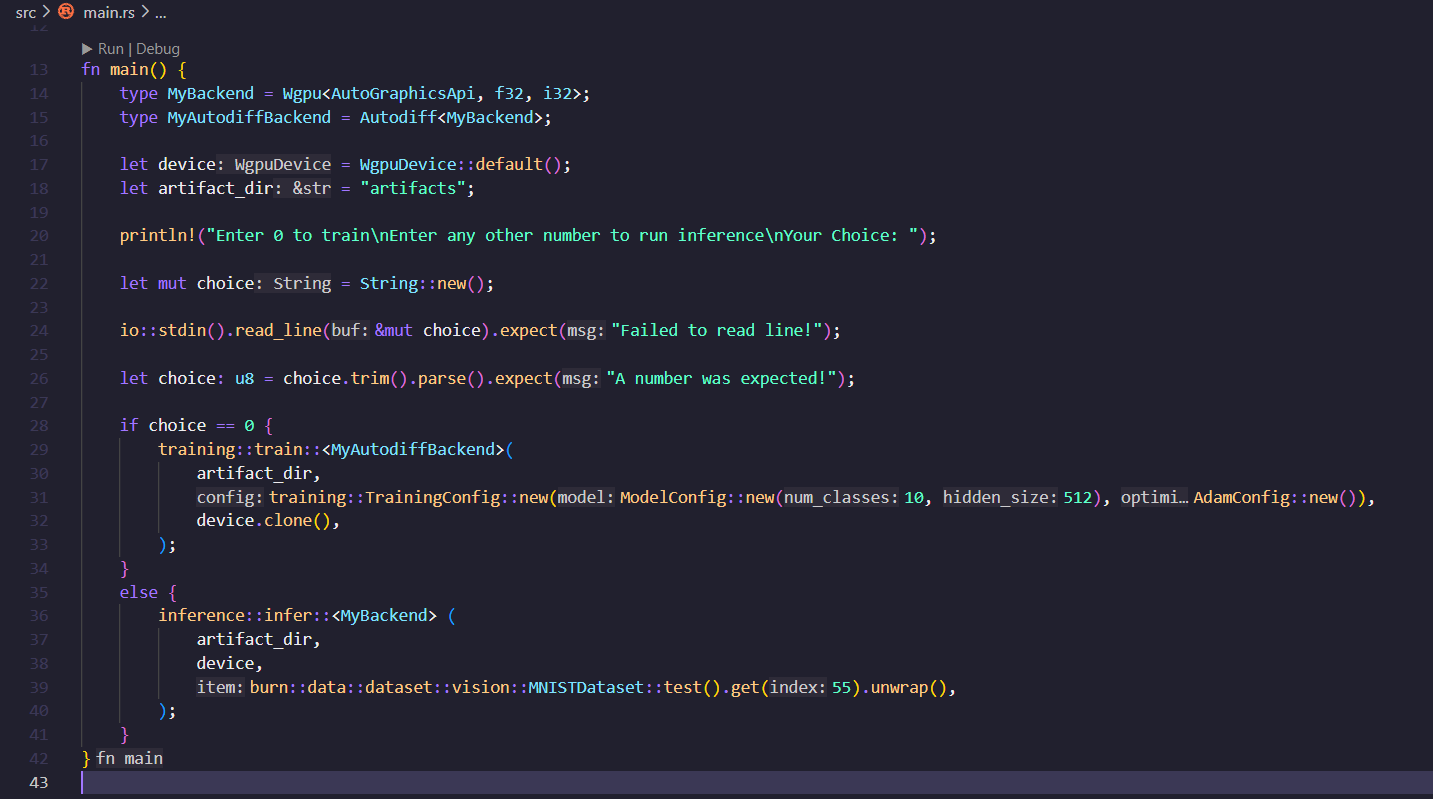 src > main.rs > ...
12
Run | Debug
13 fn main() {
14 type MyBackend = Wgpu<AutoGraphicsApi, f32, i32>;
15 type MyAutodiffBackend = Autodiff<MyBackend>;
16
17 let device: WgpuDevice = WgpuDevice::default();
18 let artifact_dir: &str = "artifacts";
19
20 println!("Enter 0 to train\nEnter any other number to run inference\nYour Choice: ");
21
22 let mut choice: String = String::new();
23
24 io::stdin().read_line(buf: &mut choice).expect(msg: "Failed to read line!");
25
26 let choice: u8 = choice.trim().parse().expect(msg: "A number was expected!");
27
28 if choice == 0 {
29 training::train::<MyAutodiffBackend>(
30 artifact_dir,
31 config: training::TrainingConfig::new(model: ModelConfig::new(num_classes: 10, hidden_size: 512), optimi… AdamConfig::new()),
32 device.clone(),
33 );
34 }
35 else {
36 inference::infer::<MyBackend> (
37 artifact_dir,
38 device,
39 item: burn::data::dataset::vision::MNISTDataset::test().get(index: 55).unwrap(),
40 );
41 }
42 } fn main
43